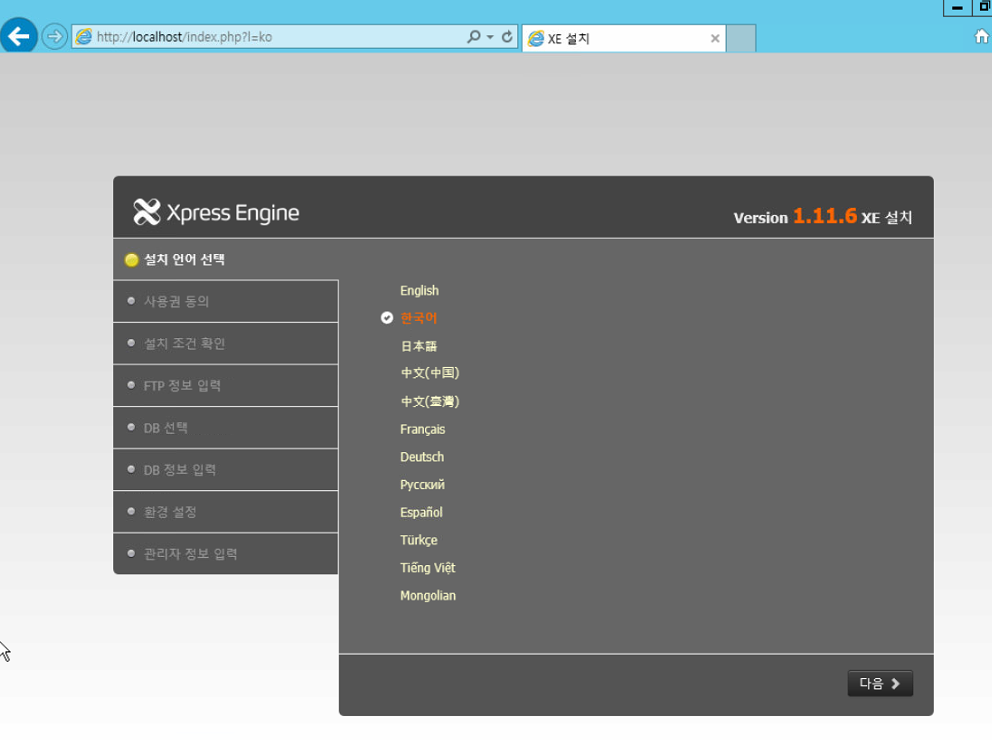 http://localhost/index.php?l=ko
XE 설치
Xpress Engine
Version 1.11.6 XE 설치
설치 언어 선택
사용권 동의
설치 조건 확인
FTP 정보 입력
DB 선택
DB 정보 입력
환경 설정
관리자 정보 입력
English
한국어
日本語
中文(中国)
中文(臺灣)
Français
Deutsch
Русский
Español
Türkçe
Tiếng Việt
Mongolian
다음